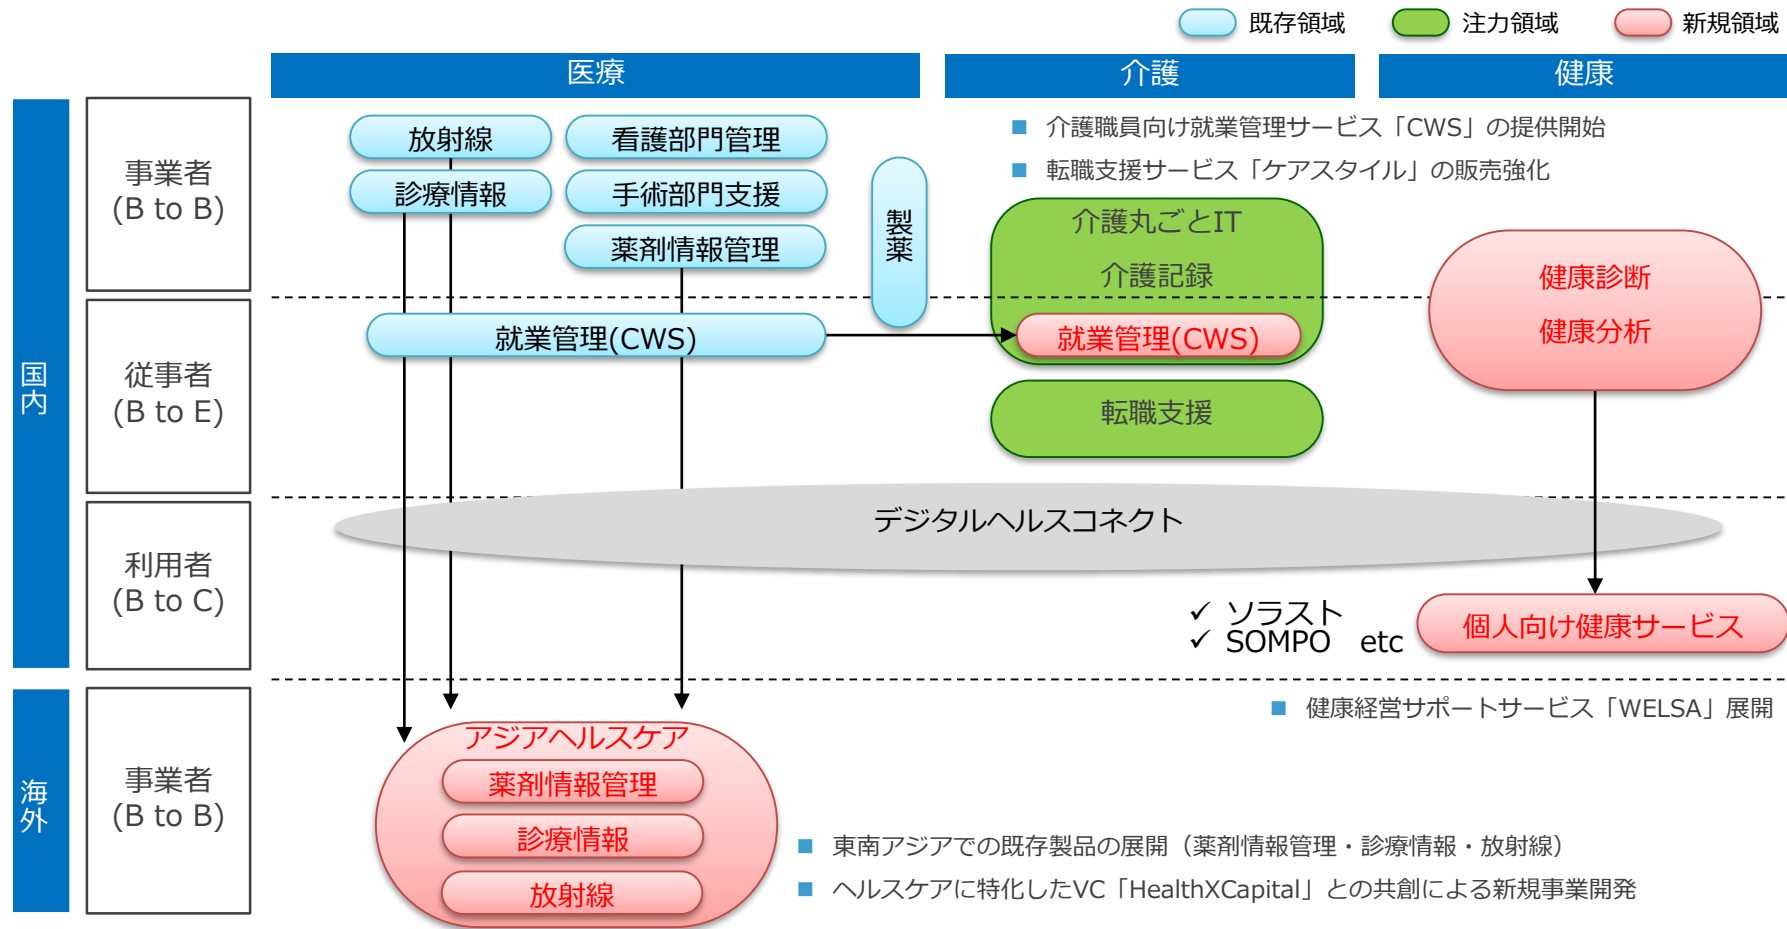 既存領域
注力領域
新規領域
医療
介護
健康
国内
事業者
(B to B)
放射線
看護部門管理
診療情報
手術部門支援
薬剤情報管理
製薬
介護職員向け就業管理サービス「CWS」の提供開始
転職支援サービス「ケアスタイル」の販売強化
介護丸ごとIT
介護記録
健康診断
健康分析
従事者
(B to E)
就業管理(CWS)
就業管理(CWS)
転職支援
利用者
(B to C)
デジタルヘルスコネクト
✓ ソラスト
✓ SOMPO etc
個人向け健康サービス
健康経営サポートサービス「WELSA」展開
海外
事業者
(B to B)
アジアヘルスケア
薬剤情報管理
診療情報
放射線
東南アジアでの既存製品の展開（薬剤情報管理・診療情報・放射線）
ヘルスケアに特化したVC「HealthXCapital」との共創による新規事業開発